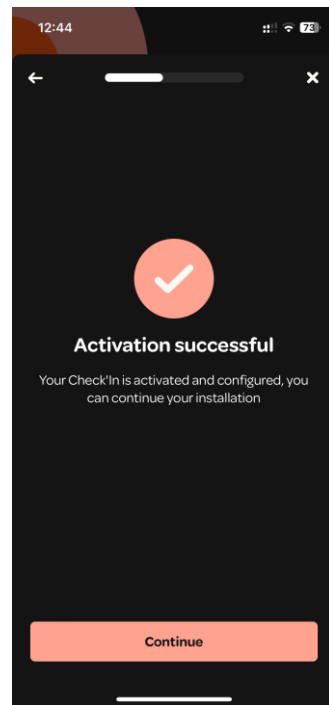 12:44
73
Activation successful
Your Check'In is activated and configured, you
can continue your installation
Continue